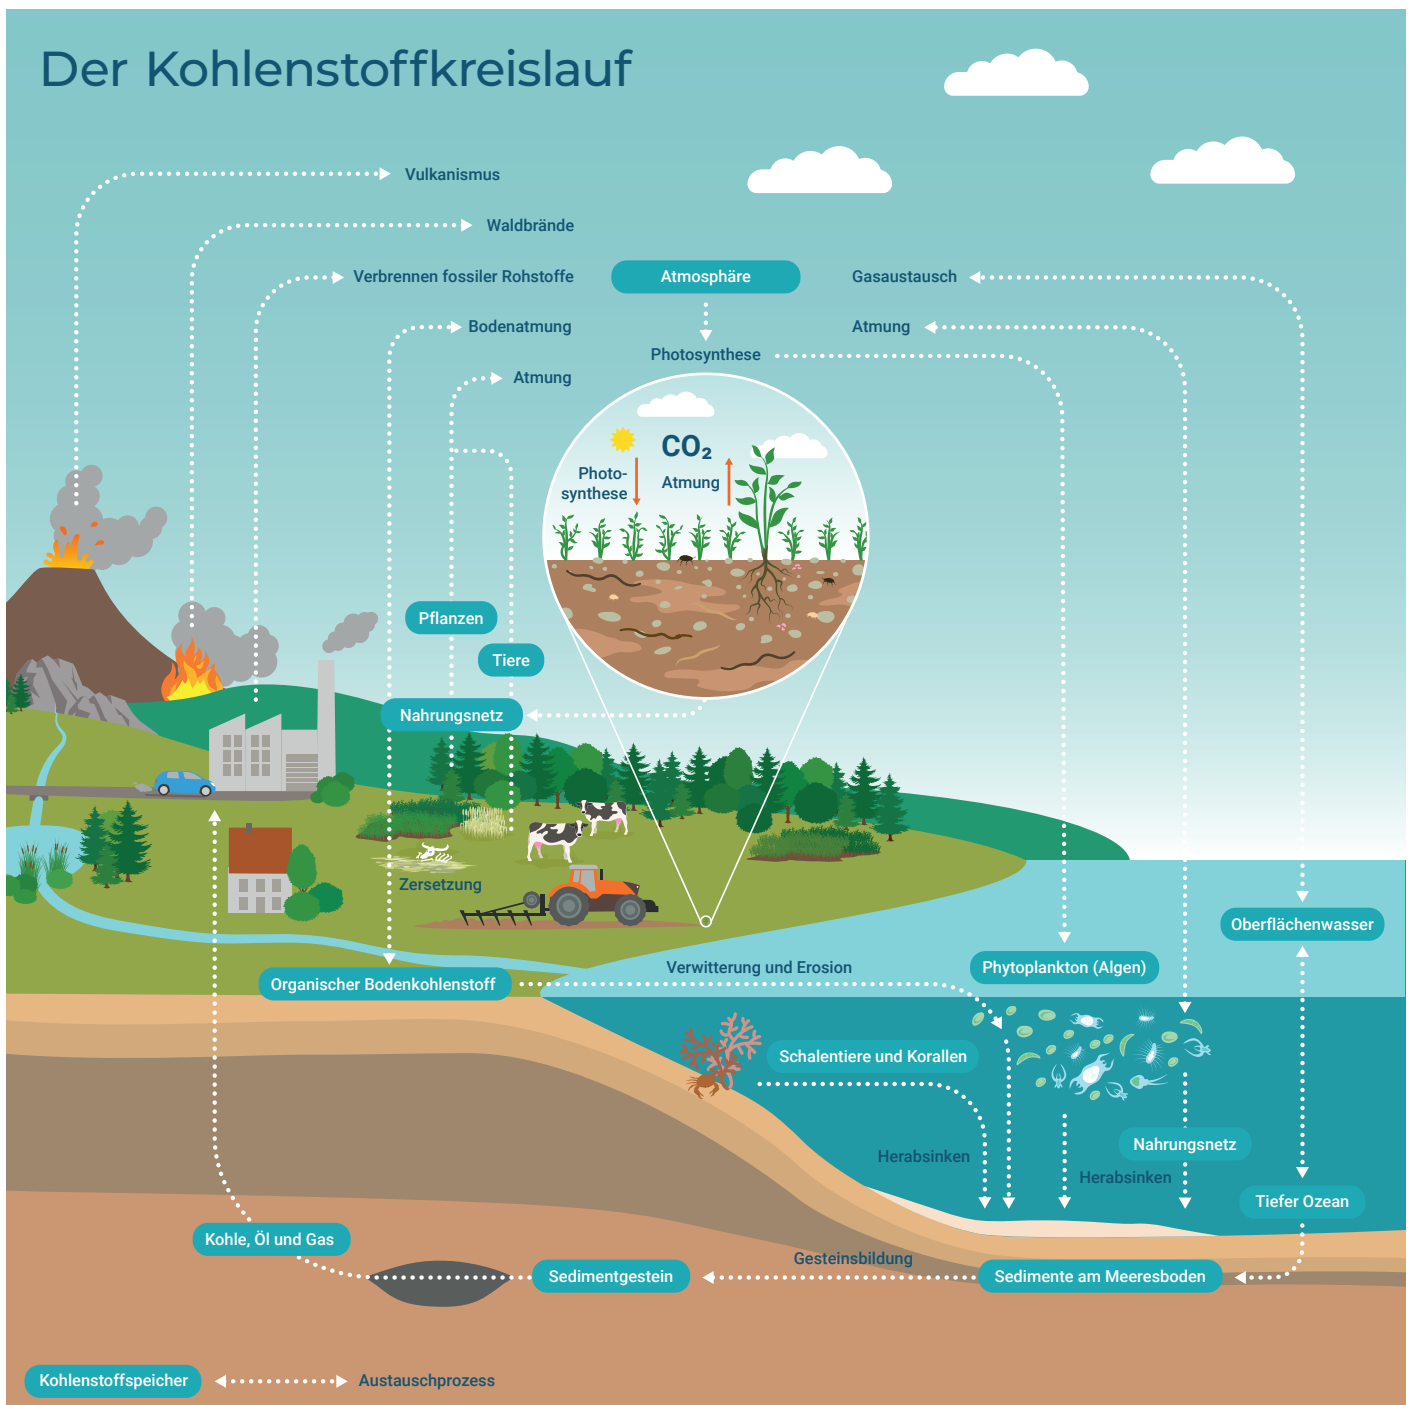 Der Kohlenstoffkreislauf
Vulkanismus
Waldbrände
Verbrennen fossiler Rohstoffe
Atmosphäre
Gasaustausch
Bodenatmung
Atmung
Photosynthese
Atmung
CO₂
Photo-
synthese
Atmung
Pflanzen
Tiere
Nahrungsnetz
Zersetzung
Oberflächenwasser
Verwitterung und Erosion
Phytoplankton (Algen)
Organischer Bodenkohlenstoff
Schalentiere und Korallen
Nahrungsnetz
Herabsinken
Herabsinken
Tiefer Ozean
Kohle, Öl und Gas
Gesteinsbildung
Sedimentgestein
Sedimente am Meeresboden
Kohlenstoffspeicher
Austauschprozess